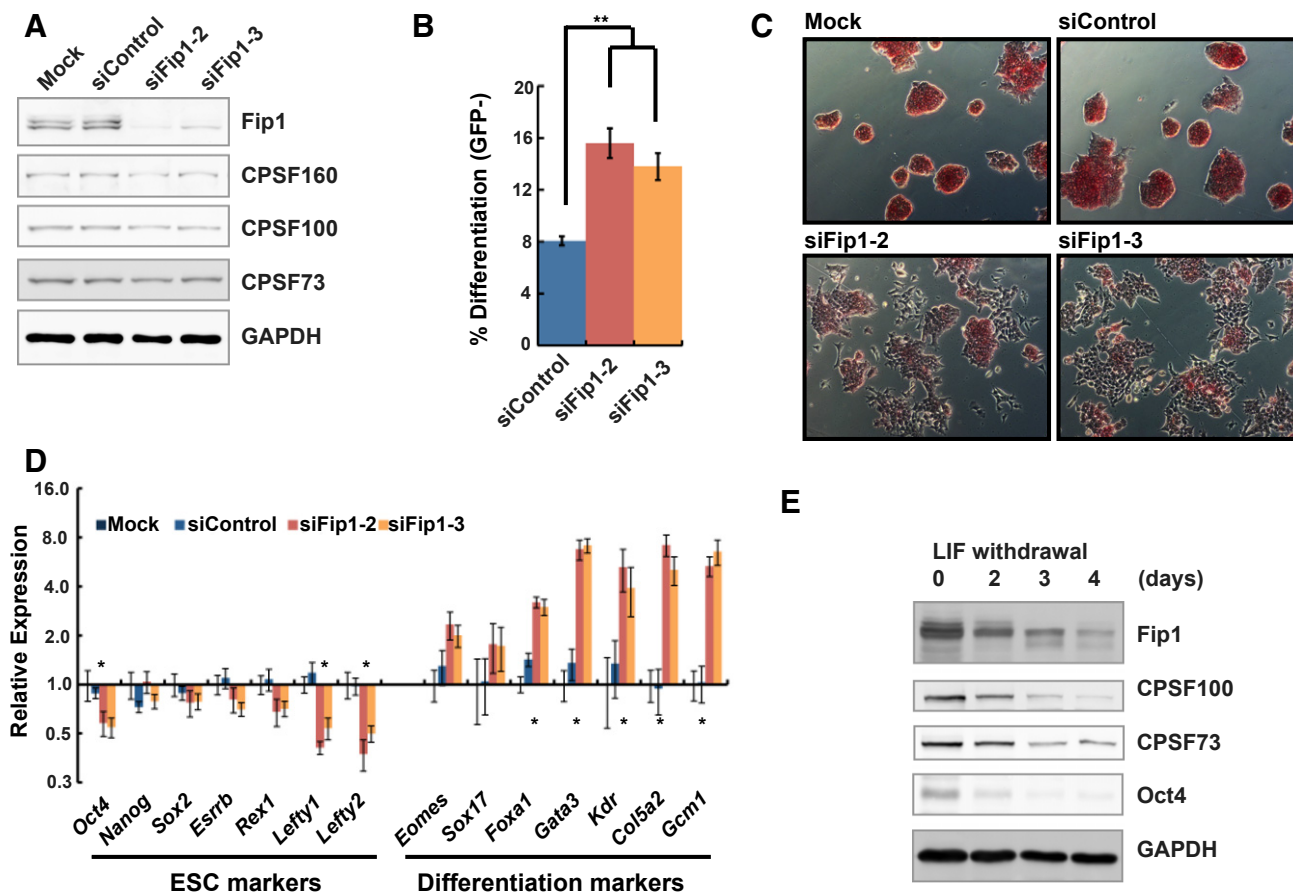 A
Mock
siControl
siFip1-2
siFip1-3
Fip1
CPSF160
CPSF100
CPSF73
GAPDH
B
**
% Differentiation (GFP-)
20
16
12
8
4
0
siControl
siFip1-2
siFip1-3
C
Mock
siControl
siFip1-2
siFip1-3
D
Relative Expression
16.0
8.0
4.0
2.0
1.0
0.5
0.3
Mock siControl siFip1-2 siFip1-3
* * *
* * * * *
Oct4
Nanog
Sox2
Esrrb
Rex1
Lefty1
Lefty2
Eomes
Sox17
Foxa1
Gata3
Kdr
Col5a2
Gcm1
ESC markers
Differentiation markers
E
LIF withdrawal
0 2 3 4 (days)
Fip1
CPSF100
CPSF73
Oct4
GAPDH